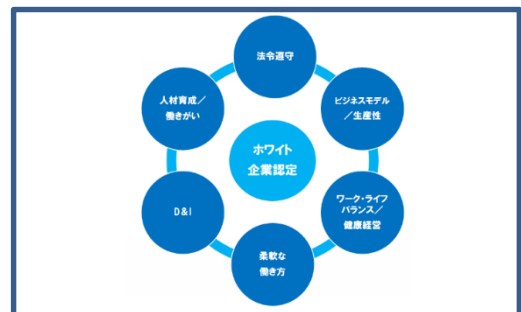 法令遵守
人材育成／
働きがい
ビジネスモデル
／生産性
ホワイト
企業認定
D&I
ワーク・ライフ
バランス／
健康経営
柔軟な
働き方